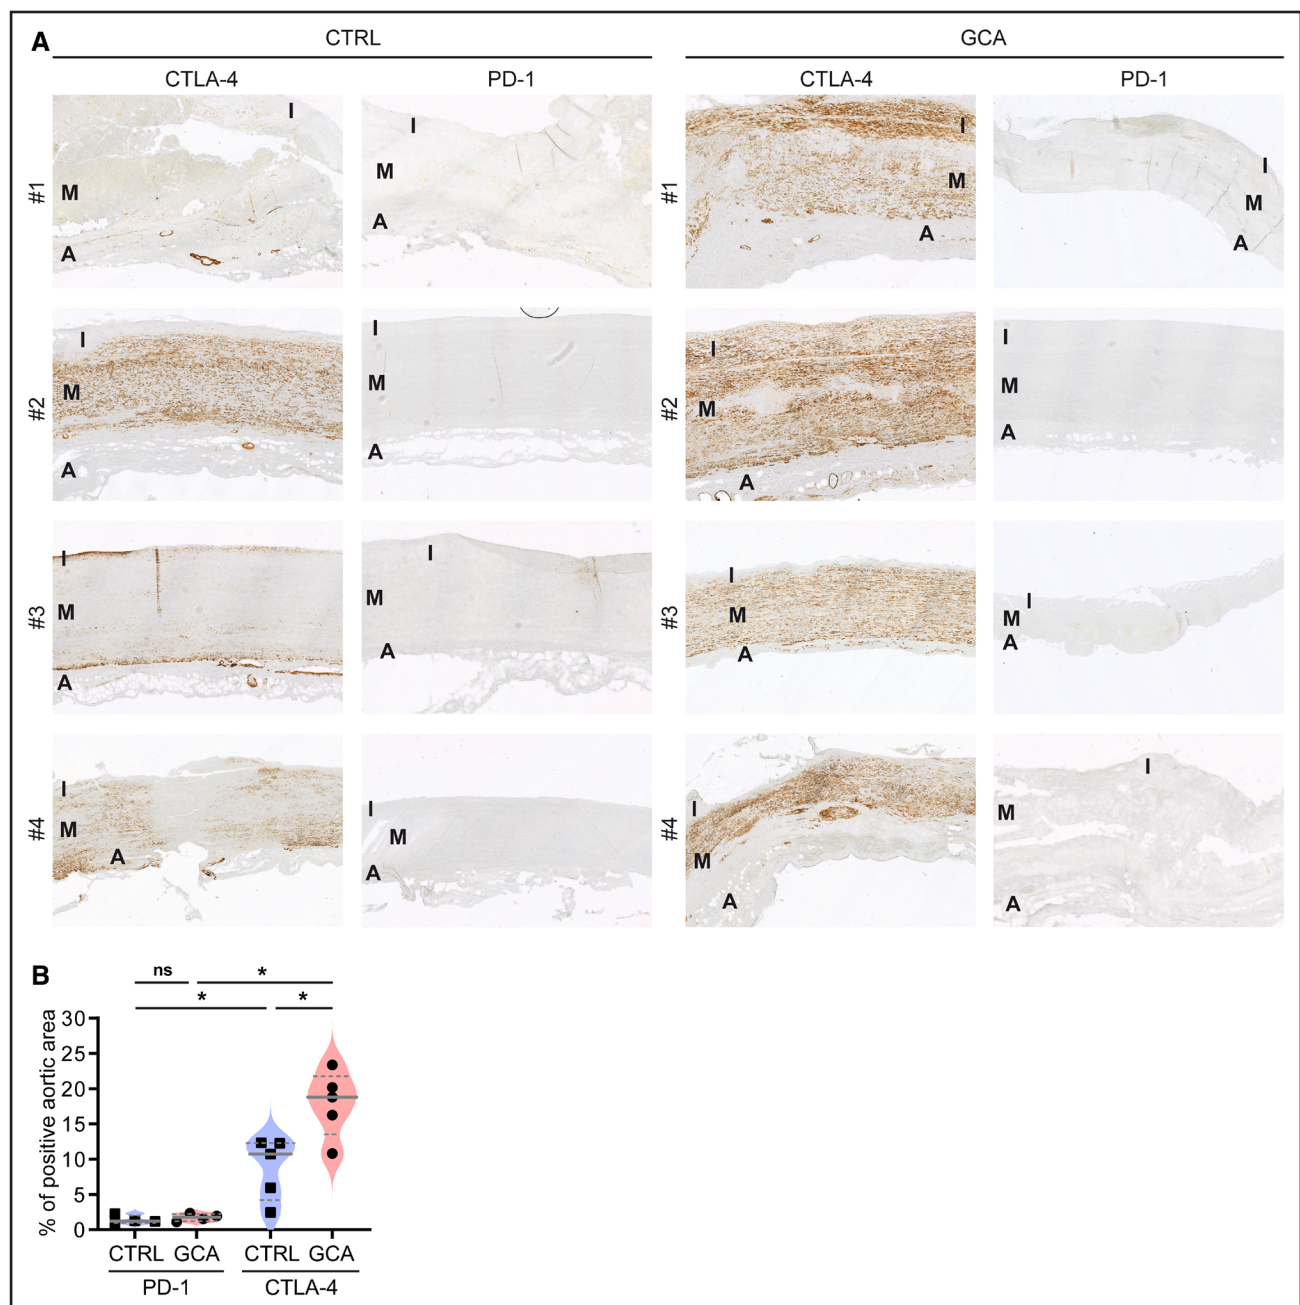 A
CTRL GCA
CTLA-4 PD-1 CTLA-4 PD-1
#1 I M A I M A #1 I M A I M A
#2 I M A I M A #2 I M A I M A
#3 I M A I M A #3 I M A I M A
#4 I M A I M A #4 I M A I M A
B
ns *
* *
% of positive aortic area
30
25
20
15
10
5
0
CTRL GCA CTRL GCA
PD-1 CTLA-4